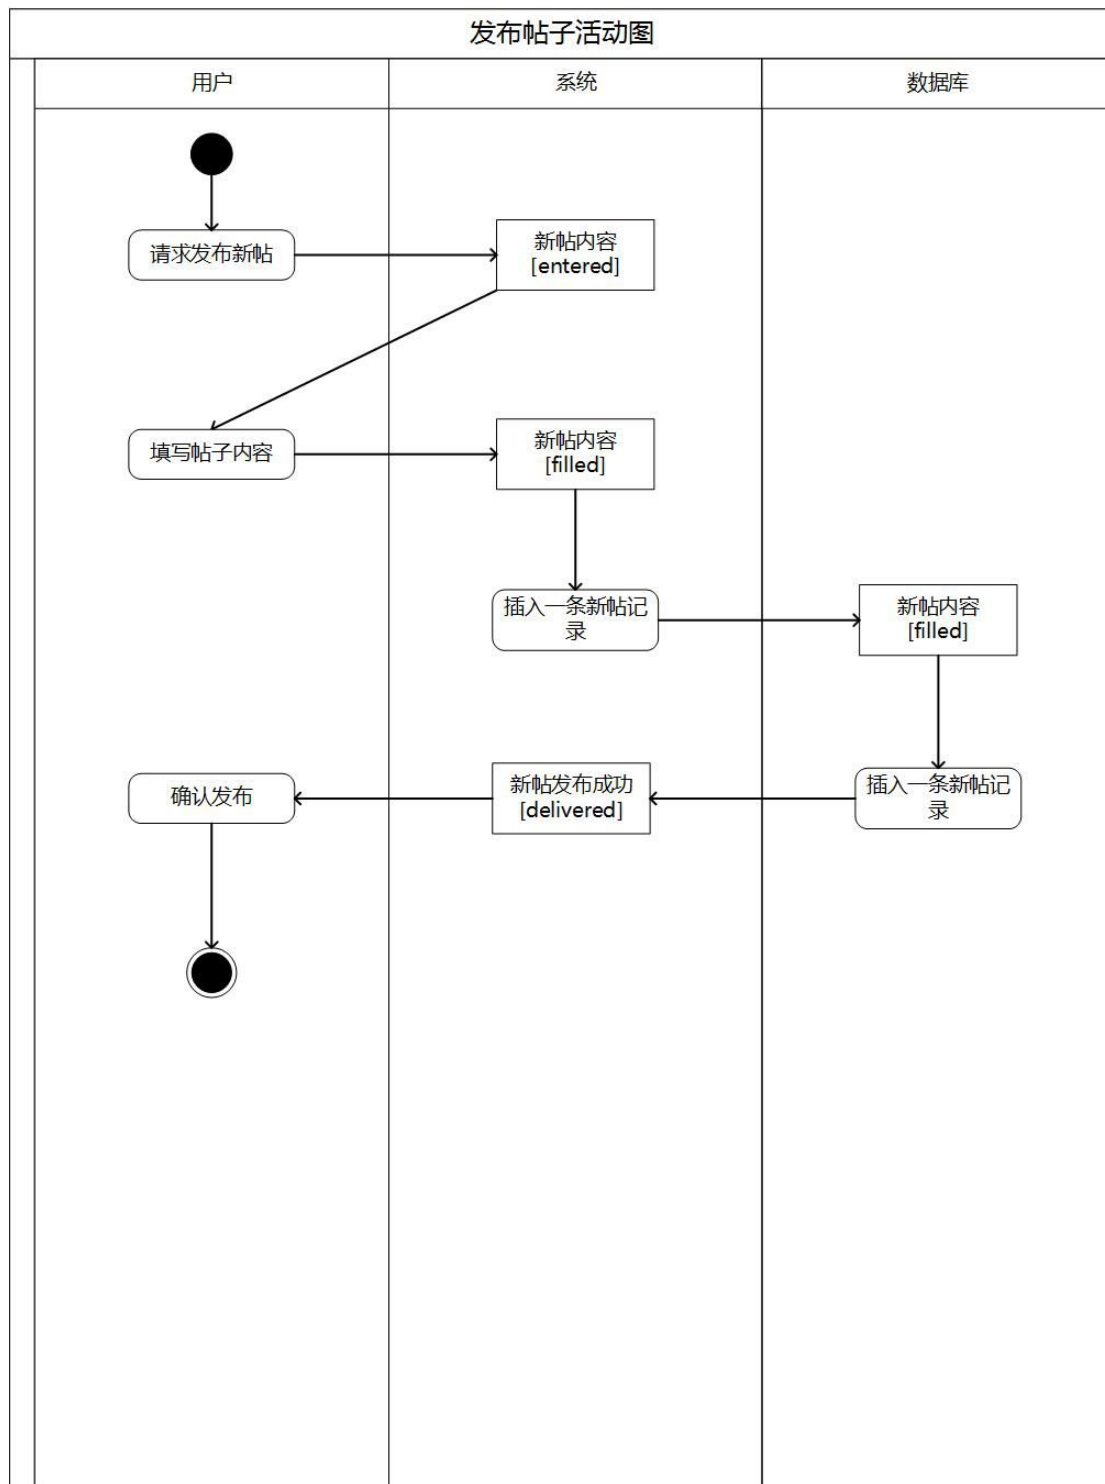 发布帖子活动图
用户
系统
数据库
请求发布新帖
新帖内容
[entered]
填写帖子内容
新帖内容
[filled]
插入一条新帖记
录
新帖内容
[filled]
确认发布
新帖发布成功
[delivered]
插入一条新帖记
录